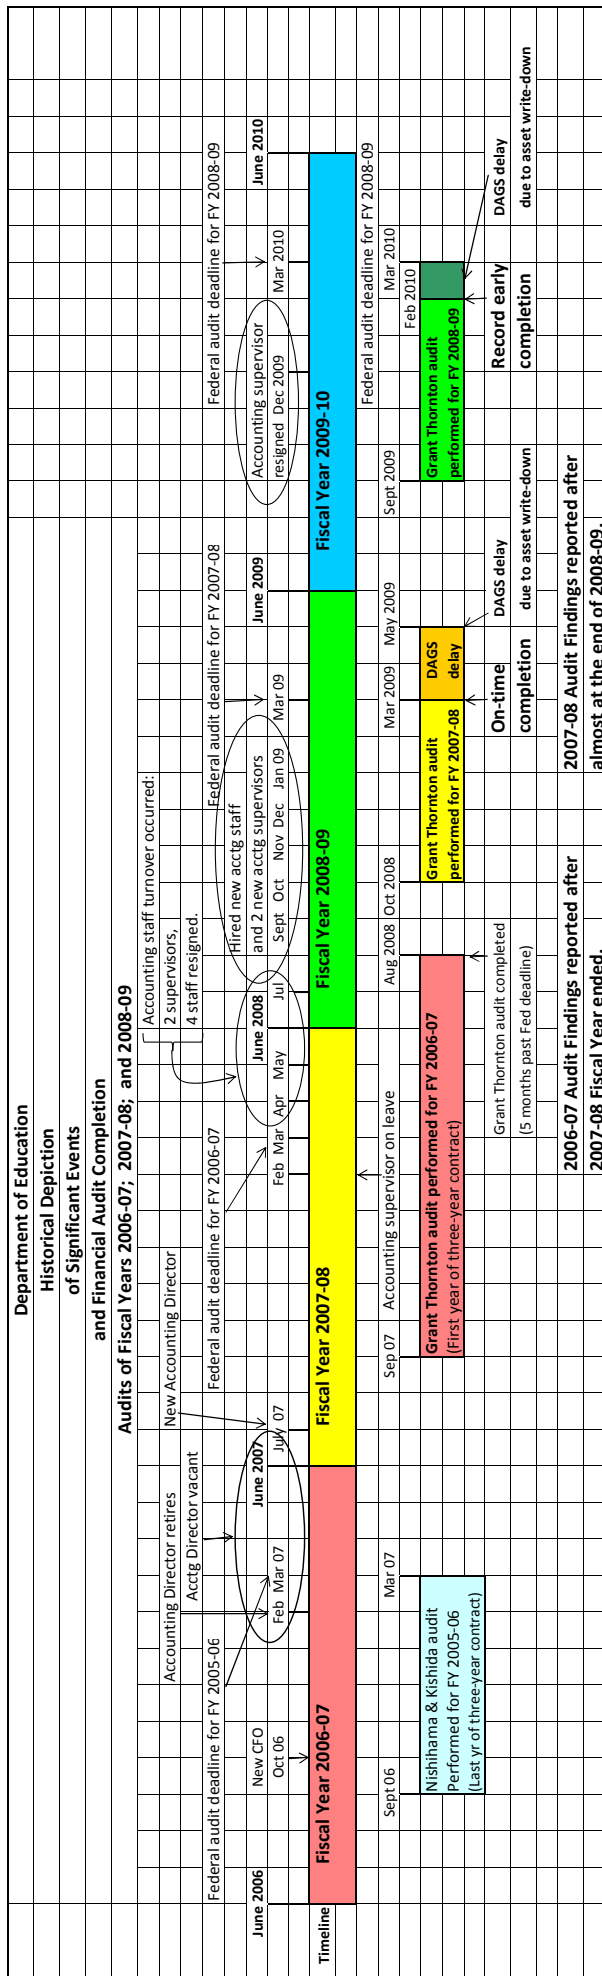 Department of Education
Historical Depiction
of Significant Events
and Financial Audit Completion
Audits of Fiscal Years 2006-07; 2007-08; and 2008-09
Accounting staff turnover occurred:
Accounting Director retires
New Accounting Director
2 supervisors,
Acctg Director vacant
4 staff resigned.
Federal audit deadline for FY 2005-06
Federal audit deadline for FY 2006-07
Federal audit deadline for FY 2007-08
Federal audit deadline for FY 2008-09
Hired new acctg staff
June 2006
New CFO
June 2007
June 2008
and 2 new acctg supervisors
June 2009
Accounting supervisor
June 2010
Oct 06
Feb Mar 07
July 07
Feb Mar Apr May
Jul
Sept Oct Nov Dec Jan 09
Mar 09
resigned Dec 2009
Mar 2010
Timeline
Fiscal Year 2006-07
Fiscal Year 2007-08
Fiscal Year 2008-09
Fiscal Year 2009-10
Federal audit deadline for FY 2008-09
Sept 06
Mar 07
Sep 07
Accounting supervisor on leave
Aug 2008
Oct 2008
Mar 2009
May 2009
Sept 2009
Mar 2010
Feb 2010
Nishihama & Kishida audit
Performed for FY 2005-06
(Last yr of three-year contract)
Grant Thornton audit performed for FY 2006-07
(First year of three-year contract)
Grant Thornton audit
performed for FY 2007-08
DAGS
delay
Grant Thornton audit
performed for FY 2008-09
Grant Thornton audit completed
(5 months past Fed deadline)
On-time
completion
DAGS delay
due to asset write-down
Record early
completion
DAGS delay
due to asset write-down
2006-07 Audit Findings reported after
2007-08 Fiscal Year ended.
2007-08 Audit Findings reported after
almost at the end of 2008-09.